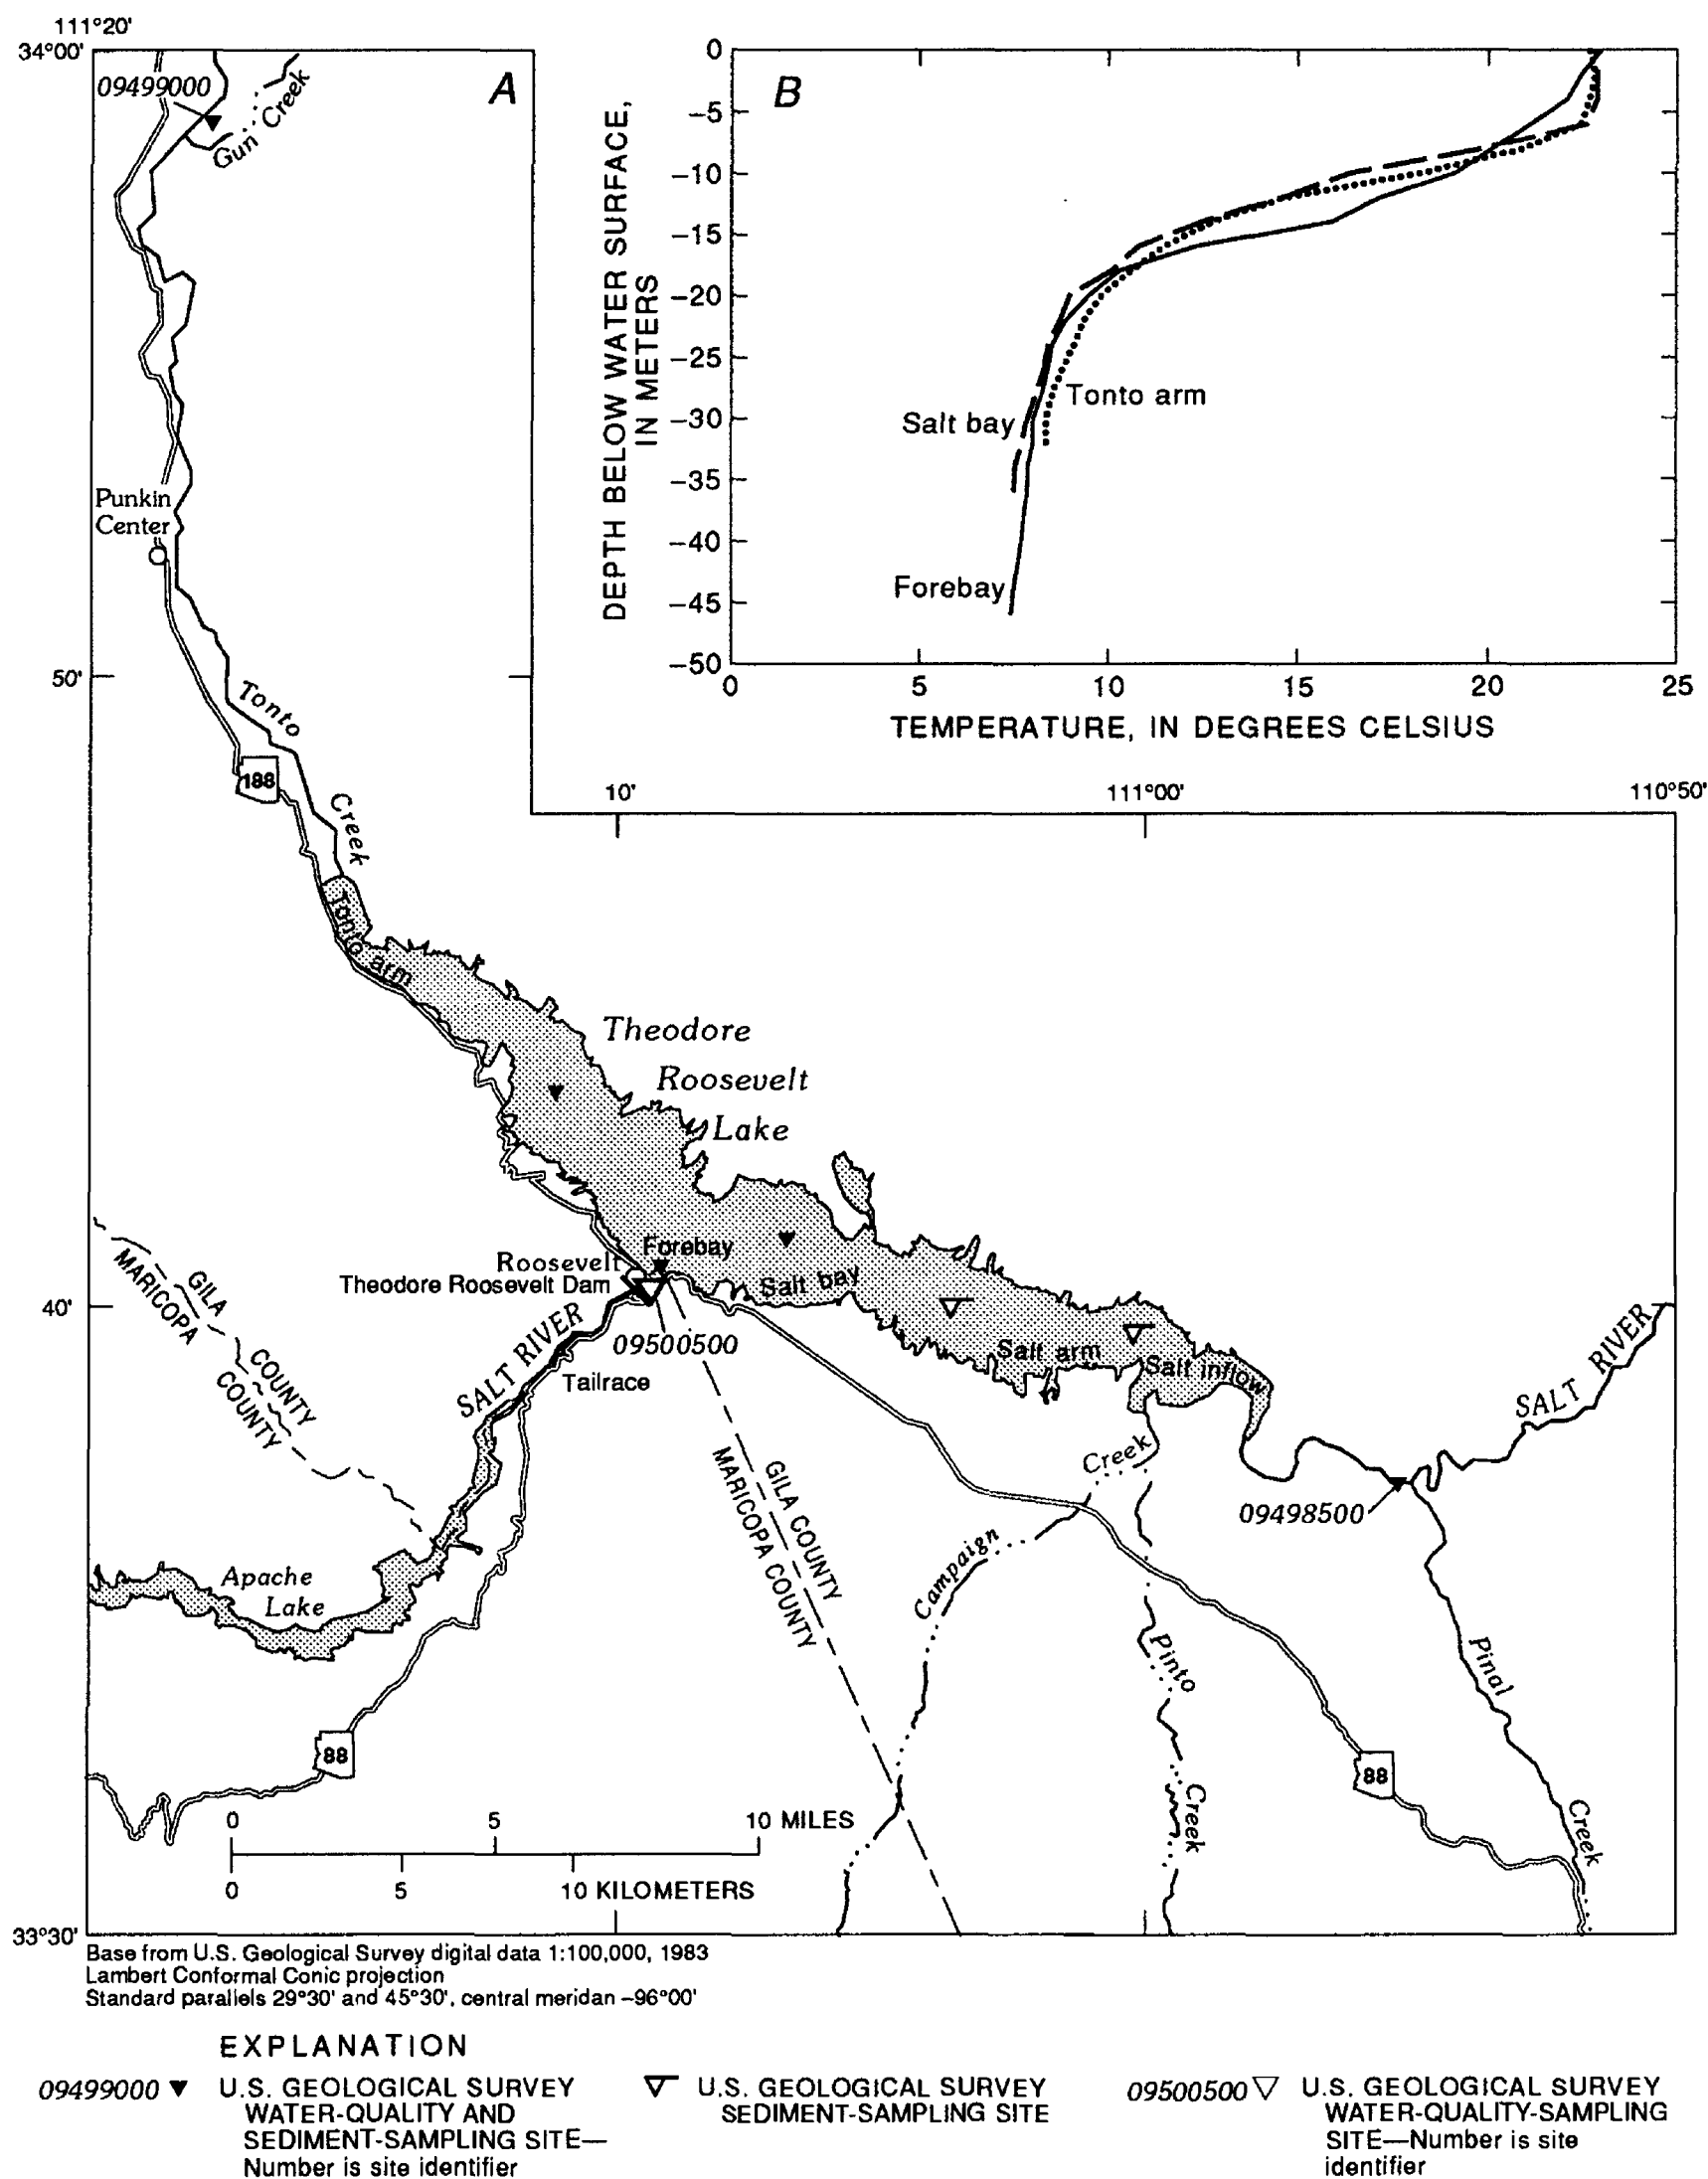 111°20'
34°00'
09499000
Gun Creek
A
B
DEPTH BELOW WATER SURFACE,
IN METERS
0
−5
−10
−15
−20
−25
−30
−35
−40
−45
−50
Tonto arm
Salt bay
Forebay
0 5 10 15 20 25
TEMPERATURE, IN DEGREES CELSIUS
Punkin
Center
50'
Tonto
Creek
188
10' 111°00' 110°50'
Tonto arm
Theodore
Roosevelt
Lake
Forebay
Roosevelt
Theodore Roosevelt Dam
Salt bay
40'
GILA COUNTY
MARICOPA COUNTY
09500500
SALT RIVER
Tailrace
Salt arm
Salt inflow
SALT RIVER
09498500
Creek
Campaign
GILA COUNTY
MARICOPA COUNTY
Apache
Lake
Pinto
Creek
Pinal
Creek
88
88
0 5 10 MILES
0 5 10 KILOMETERS
33°30'
Base from U.S. Geological Survey digital data 1:100,000, 1983
Lambert Conformal Conic projection
Standard parallels 29°30' and 45°30', central meridian −96°00'
EXPLANATION
09499000 U.S. GEOLOGICAL SURVEY
WATER-QUALITY AND
SEDIMENT-SAMPLING SITE—
Number is site identifier
U.S. GEOLOGICAL SURVEY
SEDIMENT-SAMPLING SITE
09500500 U.S. GEOLOGICAL SURVEY
WATER-QUALITY-SAMPLING
SITE—Number is site
identifier